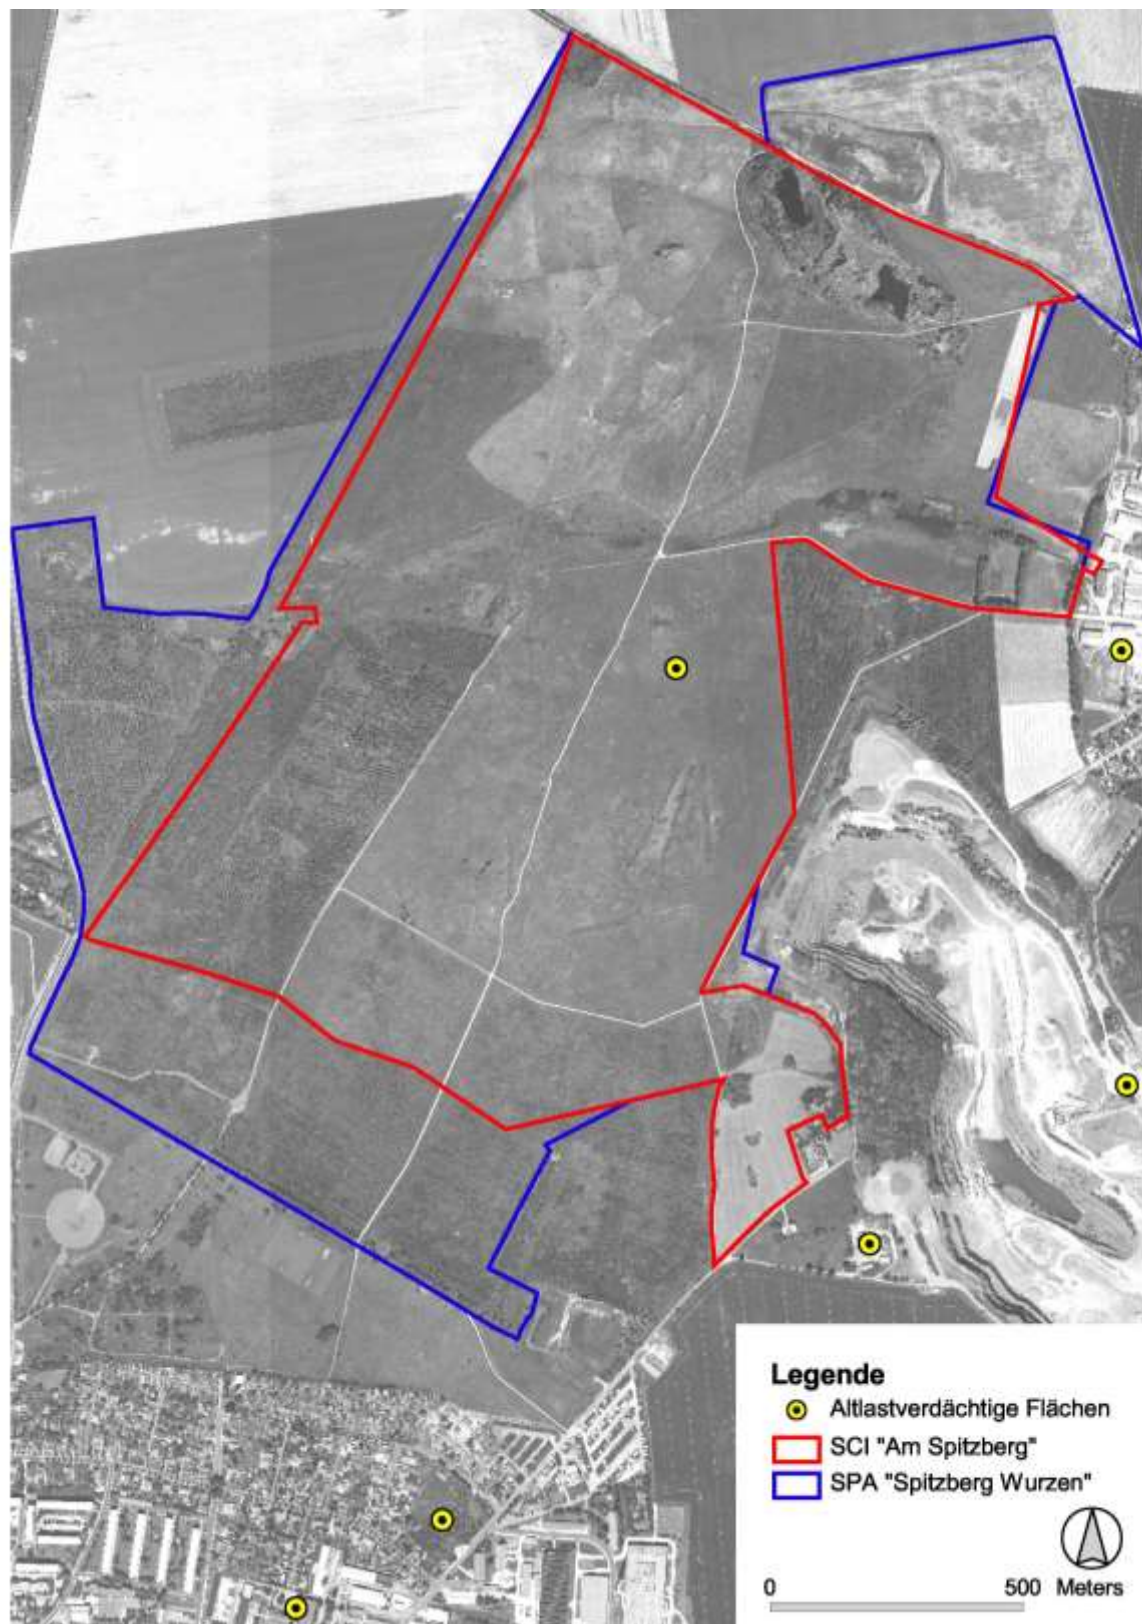 Legende
Altlastverdächtige Flächen
SCI "Am Spitzberg"
SPA "Spitzberg Wurzen"
0 500 Meters